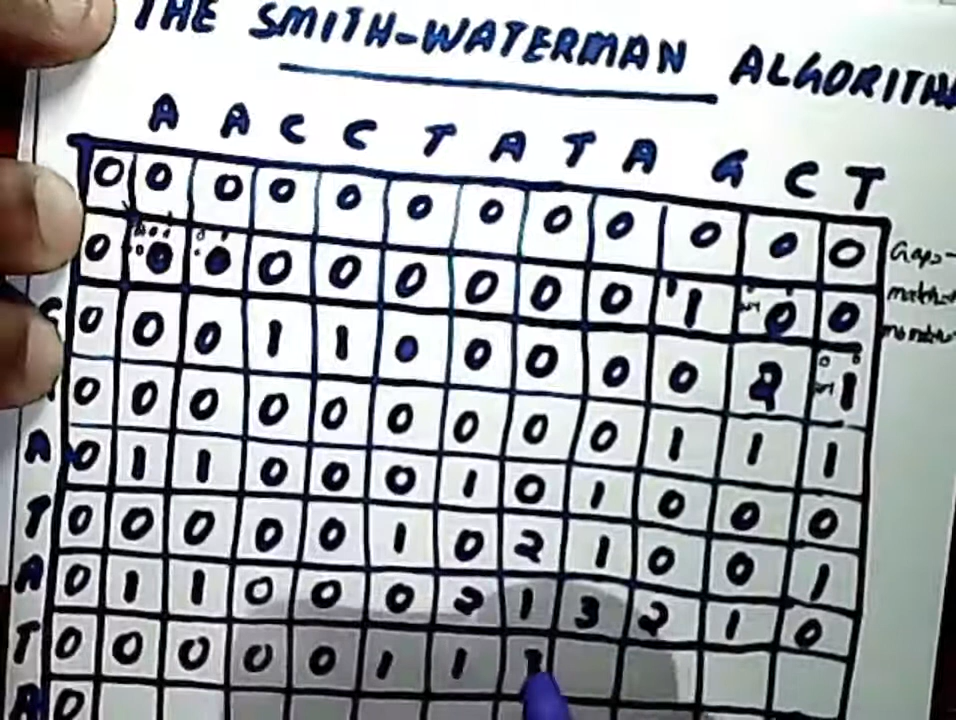 THE SMITH-WATERMAN ALGORITH
A A C C T A T A G C T
0 0 0 0 0 0 0 0 0 0 0 0
0 0 0 0 0 0 0 0 0 1 0 0 match
0 0 0 1 1 0 0 0 0 0 2 1
0 0 0 0 0 0 0 0 0 1 1 1
A 0 1 1 0 0 0 1 0 1 0 0 0
T 0 0 0 0 0 1 0 2 1 0 0 1
A 0 1 1 0 0 0 2 1 3 2 1 0
T 0 0 0 0 0 1 1
A 0